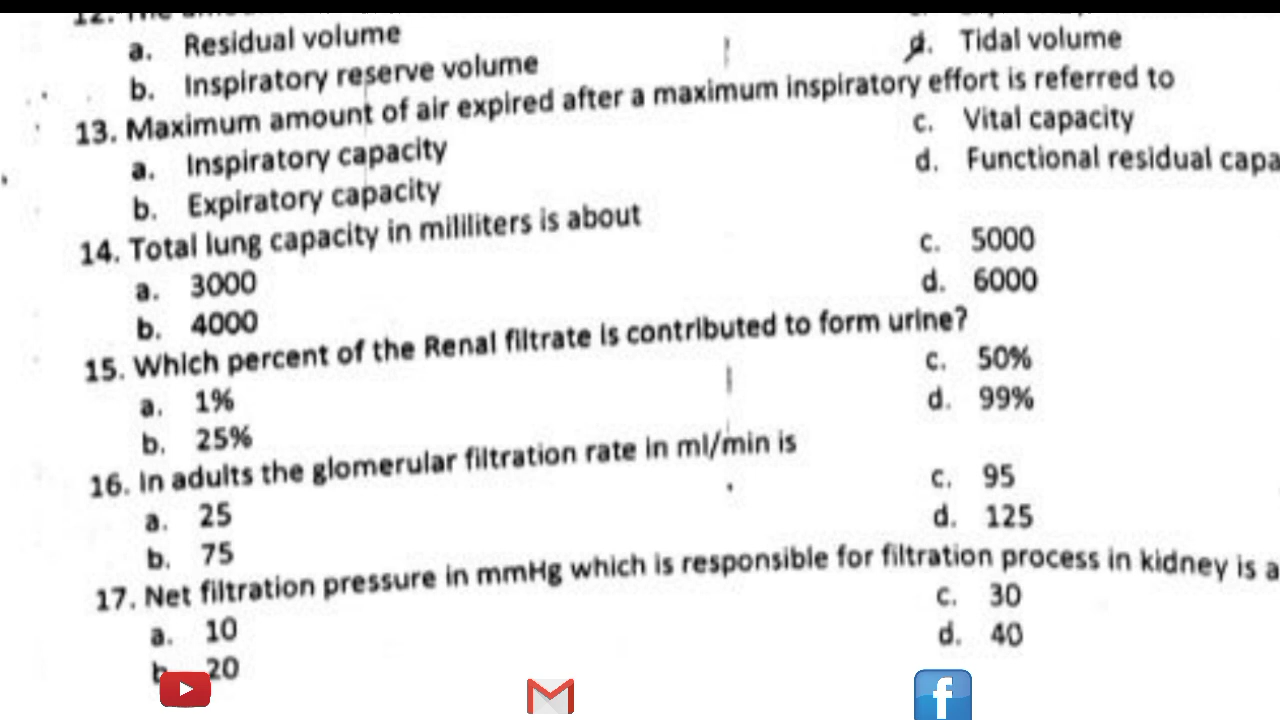 12. The
a. Residual volume
d. Tidal volume
b. Inspiratory reserve volume
13. Maximum amount of air expired after a maximum inspiratory effort is referred to
a. Inspiratory capacity
c. Vital capacity
b. Expiratory capacity
d. Functional residual capa
14. Total lung capacity in mililiters is about
a. 3000
c. 5000
b. 4000
d. 6000
15. Which percent of the Renal filtrate is contributed to form urine?
a. 1%
c. 50%
b. 25%
d. 99%
16. In adults the glomerular filtration rate in ml/min is
a. 25
c. 95
b. 75
d. 125
17. Net filtration pressure in mmHg which is responsible for filtration process in kidney is a
a. 10
c. 30
b. 20
d. 40